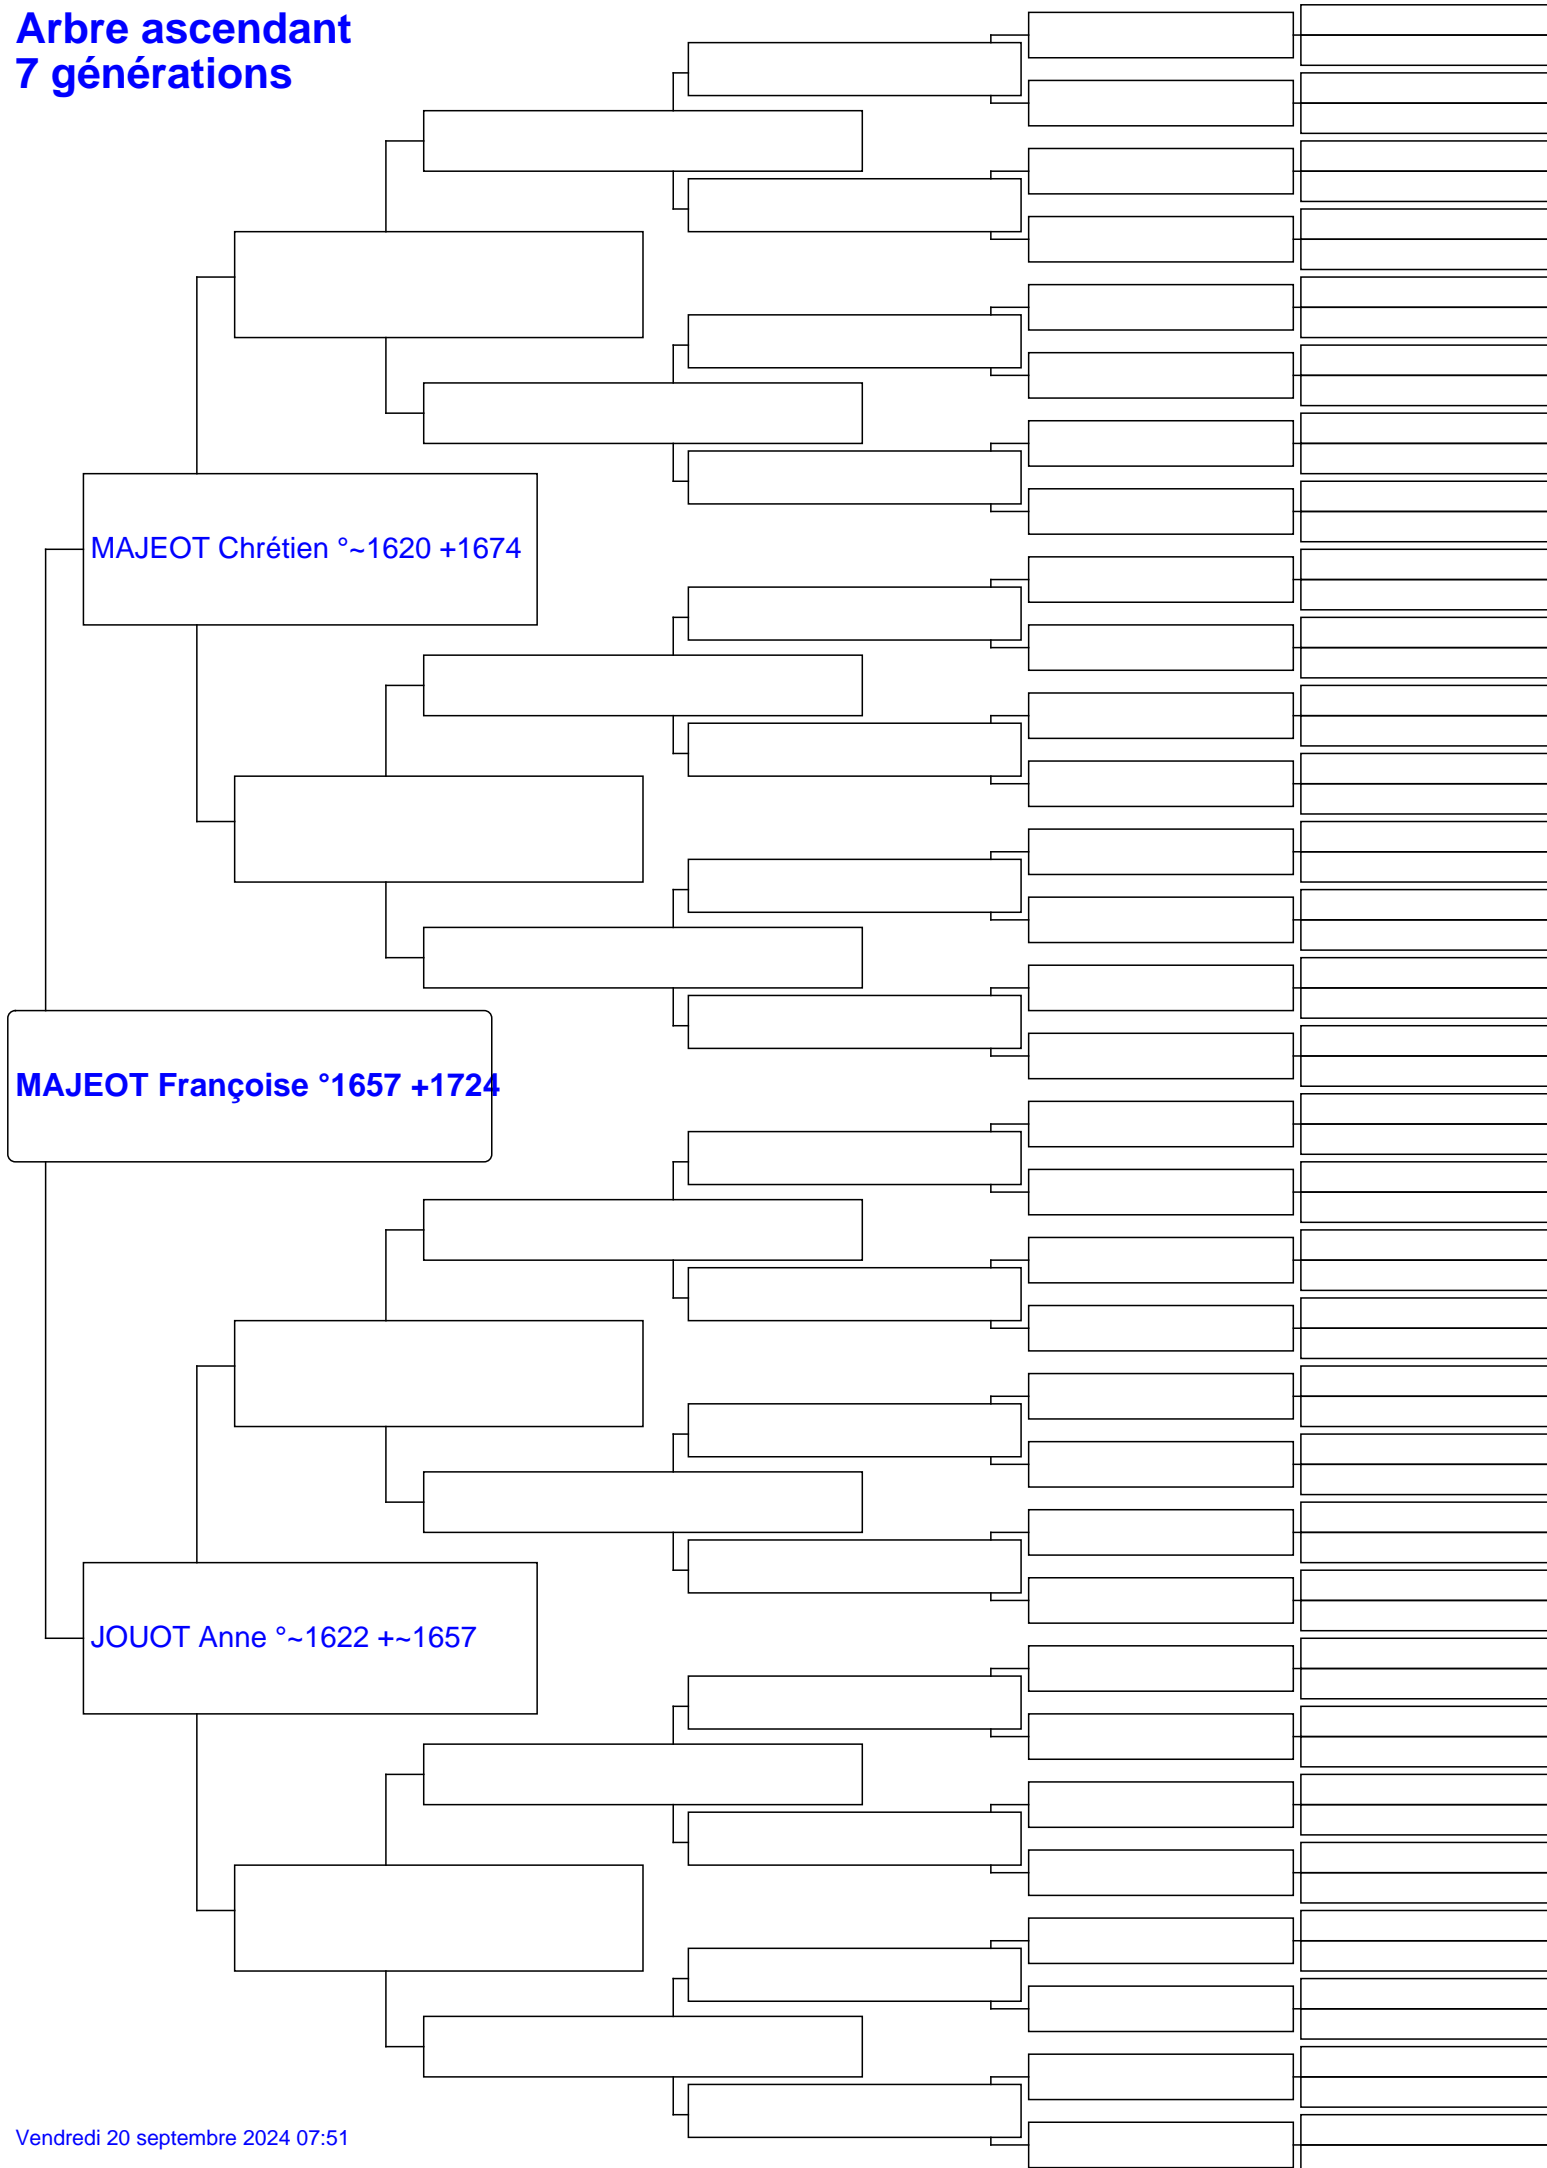 Arbre ascendant
7 générations
MAJEOT Chrétien °~1620 +1674
MAJEOT Françoise °1657 +1724
JOUOT Anne °~1622 +~1657
Vendredi 20 septembre 2024 07:51